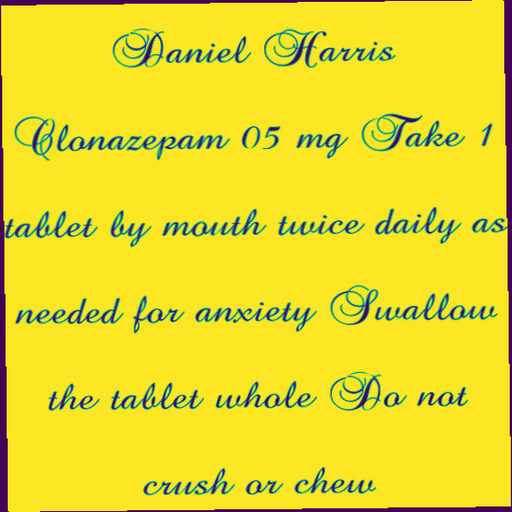 Daniel Harris
Clonazepam 05 mg Take 1
tablet by mouth twice daily as
needed for anxiety Swallow
the tablet whole Do not
crush or chew